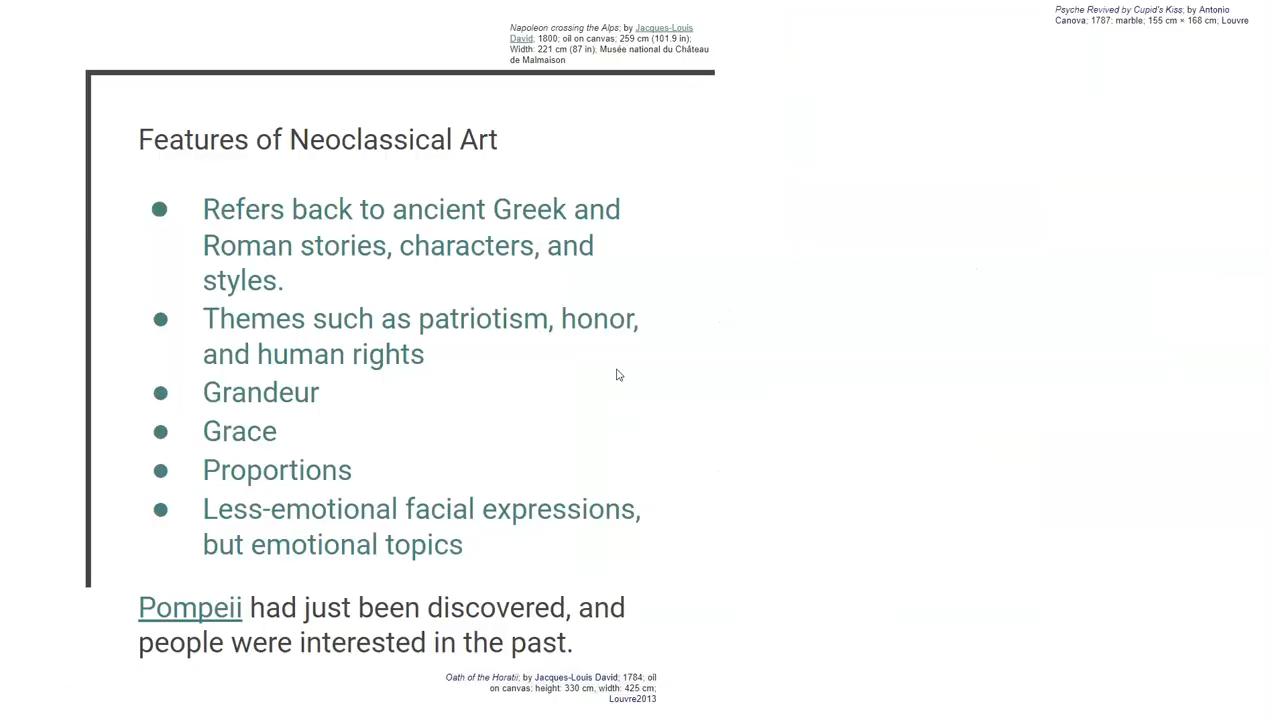 Napoleon crossing the Alps; by Jacques-Louis
David, 1800; oil on canvas; 259 cm (101.9 in);
Width: 221 cm (87 in); Musée national du Château
de Malmaison
Psyche Revived by Cupid's Kiss; by Antonio
Canova; 1787: marble; 155 cm × 168 cm; Louvre
Features of Neoclassical Art
● Refers back to ancient Greek and
Roman stories, characters, and
styles.
● Themes such as patriotism, honor,
and human rights
● Grandeur
● Grace
● Proportions
● Less-emotional facial expressions,
but emotional topics
Pompeii had just been discovered, and
people were interested in the past.
Oath of the Horatii; by Jacques-Louis David; 1784; oil
on canvas; height: 330 cm, width: 425 cm;
Louvre2013